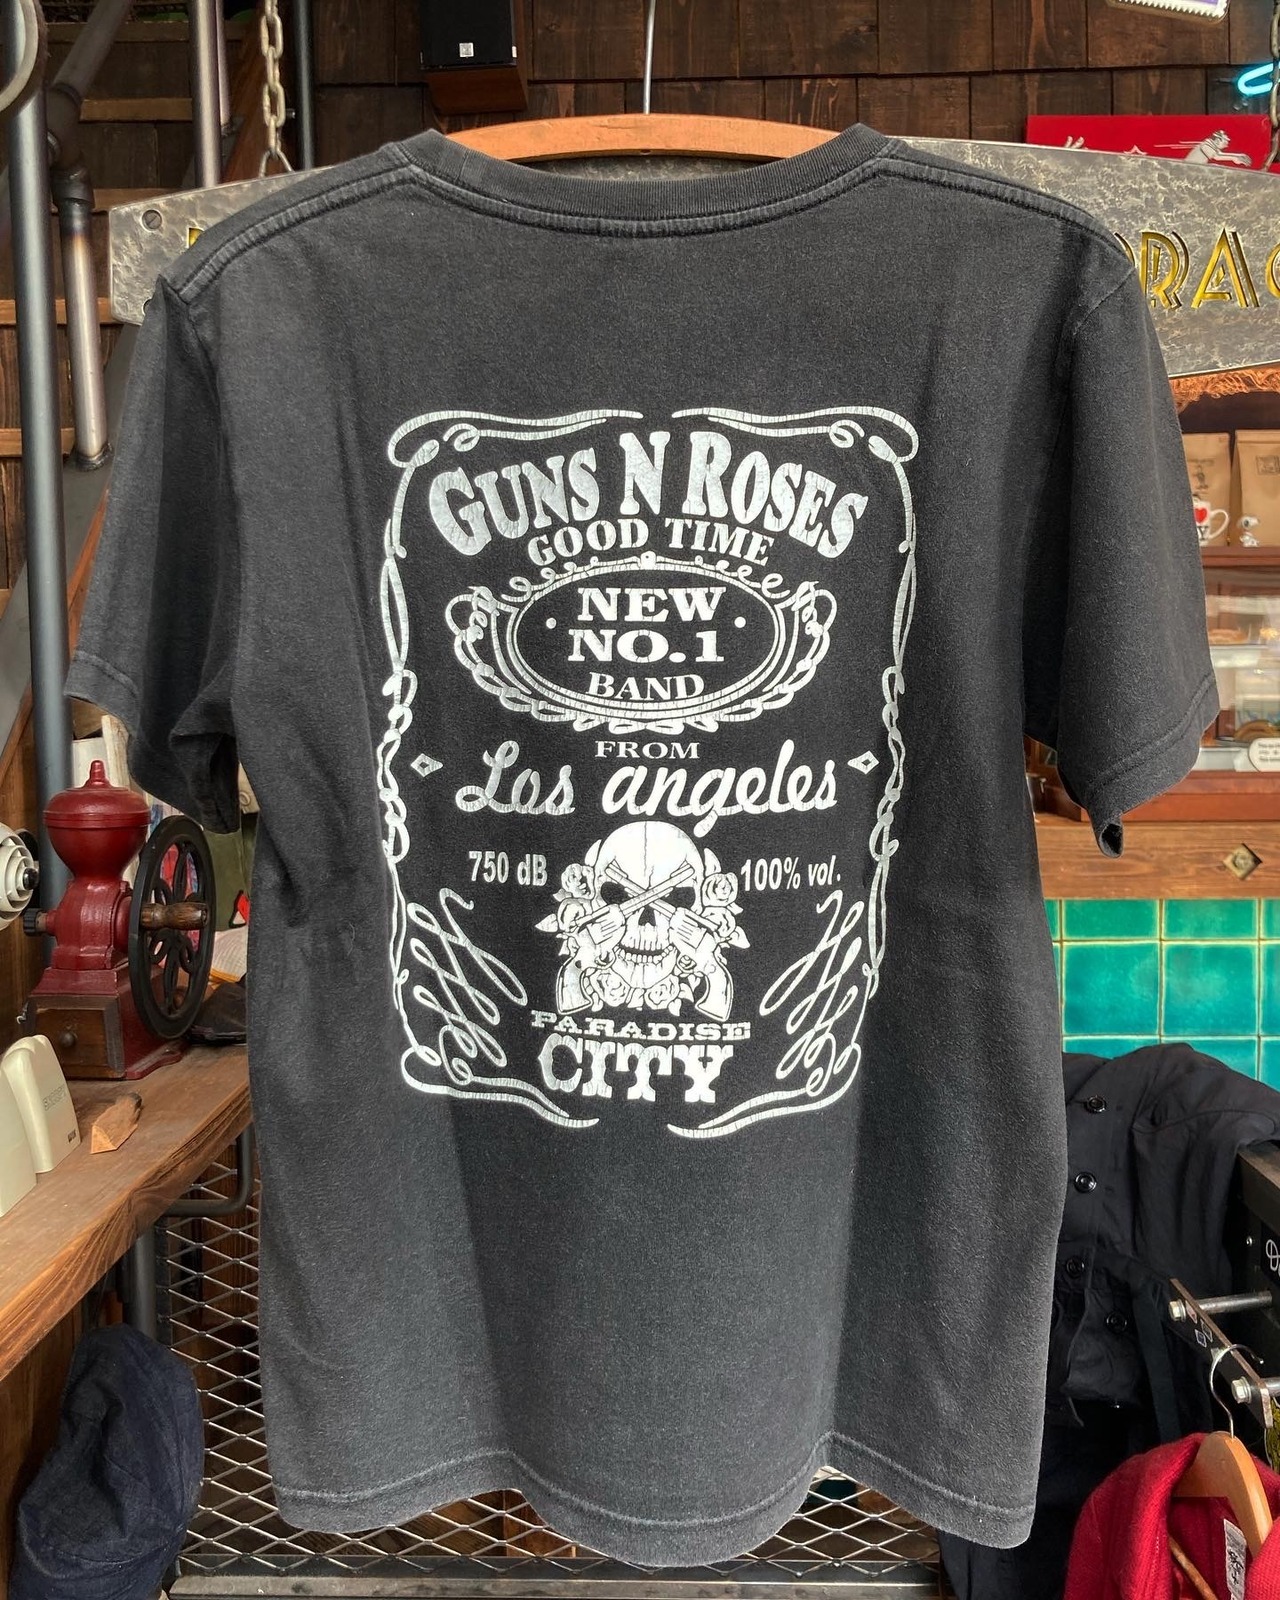 GUNS N ROSES
GOOD TIME
NEW
NO.1
BAND
FROM
Los angeles
750 dB
100% vol.
PARADISE
CITY